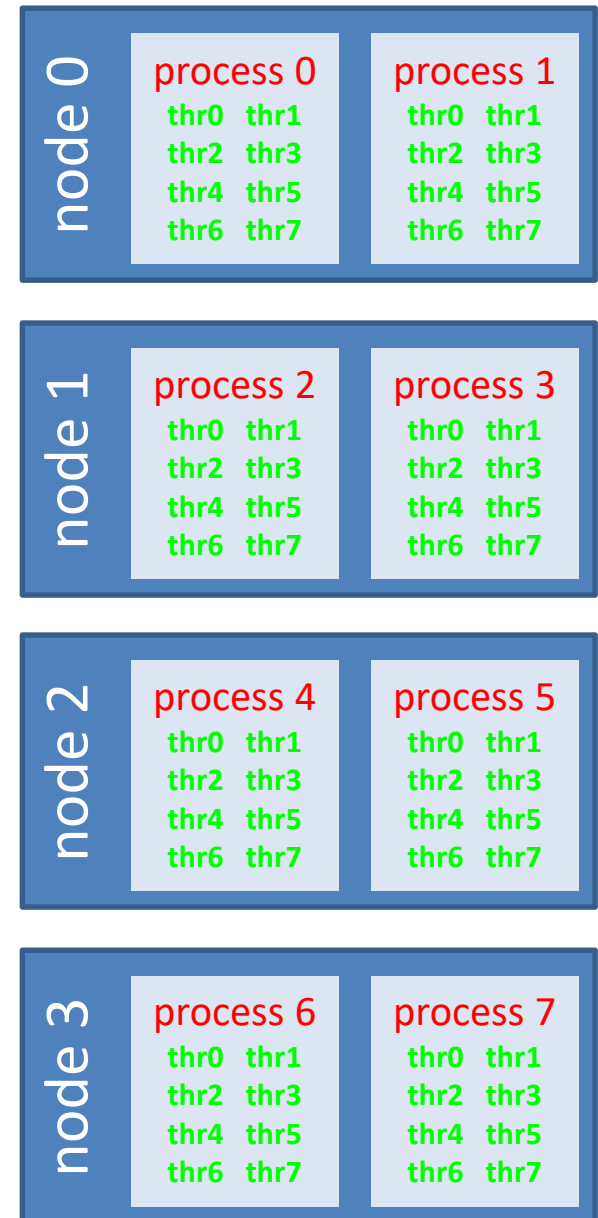 node 0
process 0
thr0 thr1
thr2 thr3
thr4 thr5
thr6 thr7
process 1
thr0 thr1
thr2 thr3
thr4 thr5
thr6 thr7
node 1
process 2
thr0 thr1
thr2 thr3
thr4 thr5
thr6 thr7
process 3
thr0 thr1
thr2 thr3
thr4 thr5
thr6 thr7
node 2
process 4
thr0 thr1
thr2 thr3
thr4 thr5
thr6 thr7
process 5
thr0 thr1
thr2 thr3
thr4 thr5
thr6 thr7
node 3
process 6
thr0 thr1
thr2 thr3
thr4 thr5
thr6 thr7
process 7
thr0 thr1
thr2 thr3
thr4 thr5
thr6 thr7